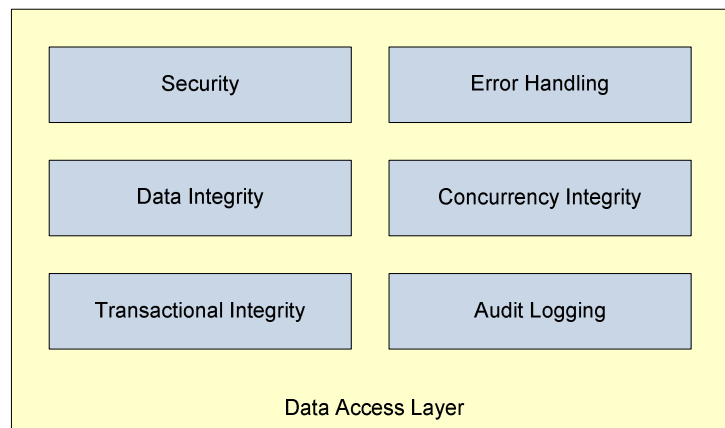 Security
Error Handling
Data Integrity
Concurrency Integrity
Transactional Integrity
Audit Logging
Data Access Layer